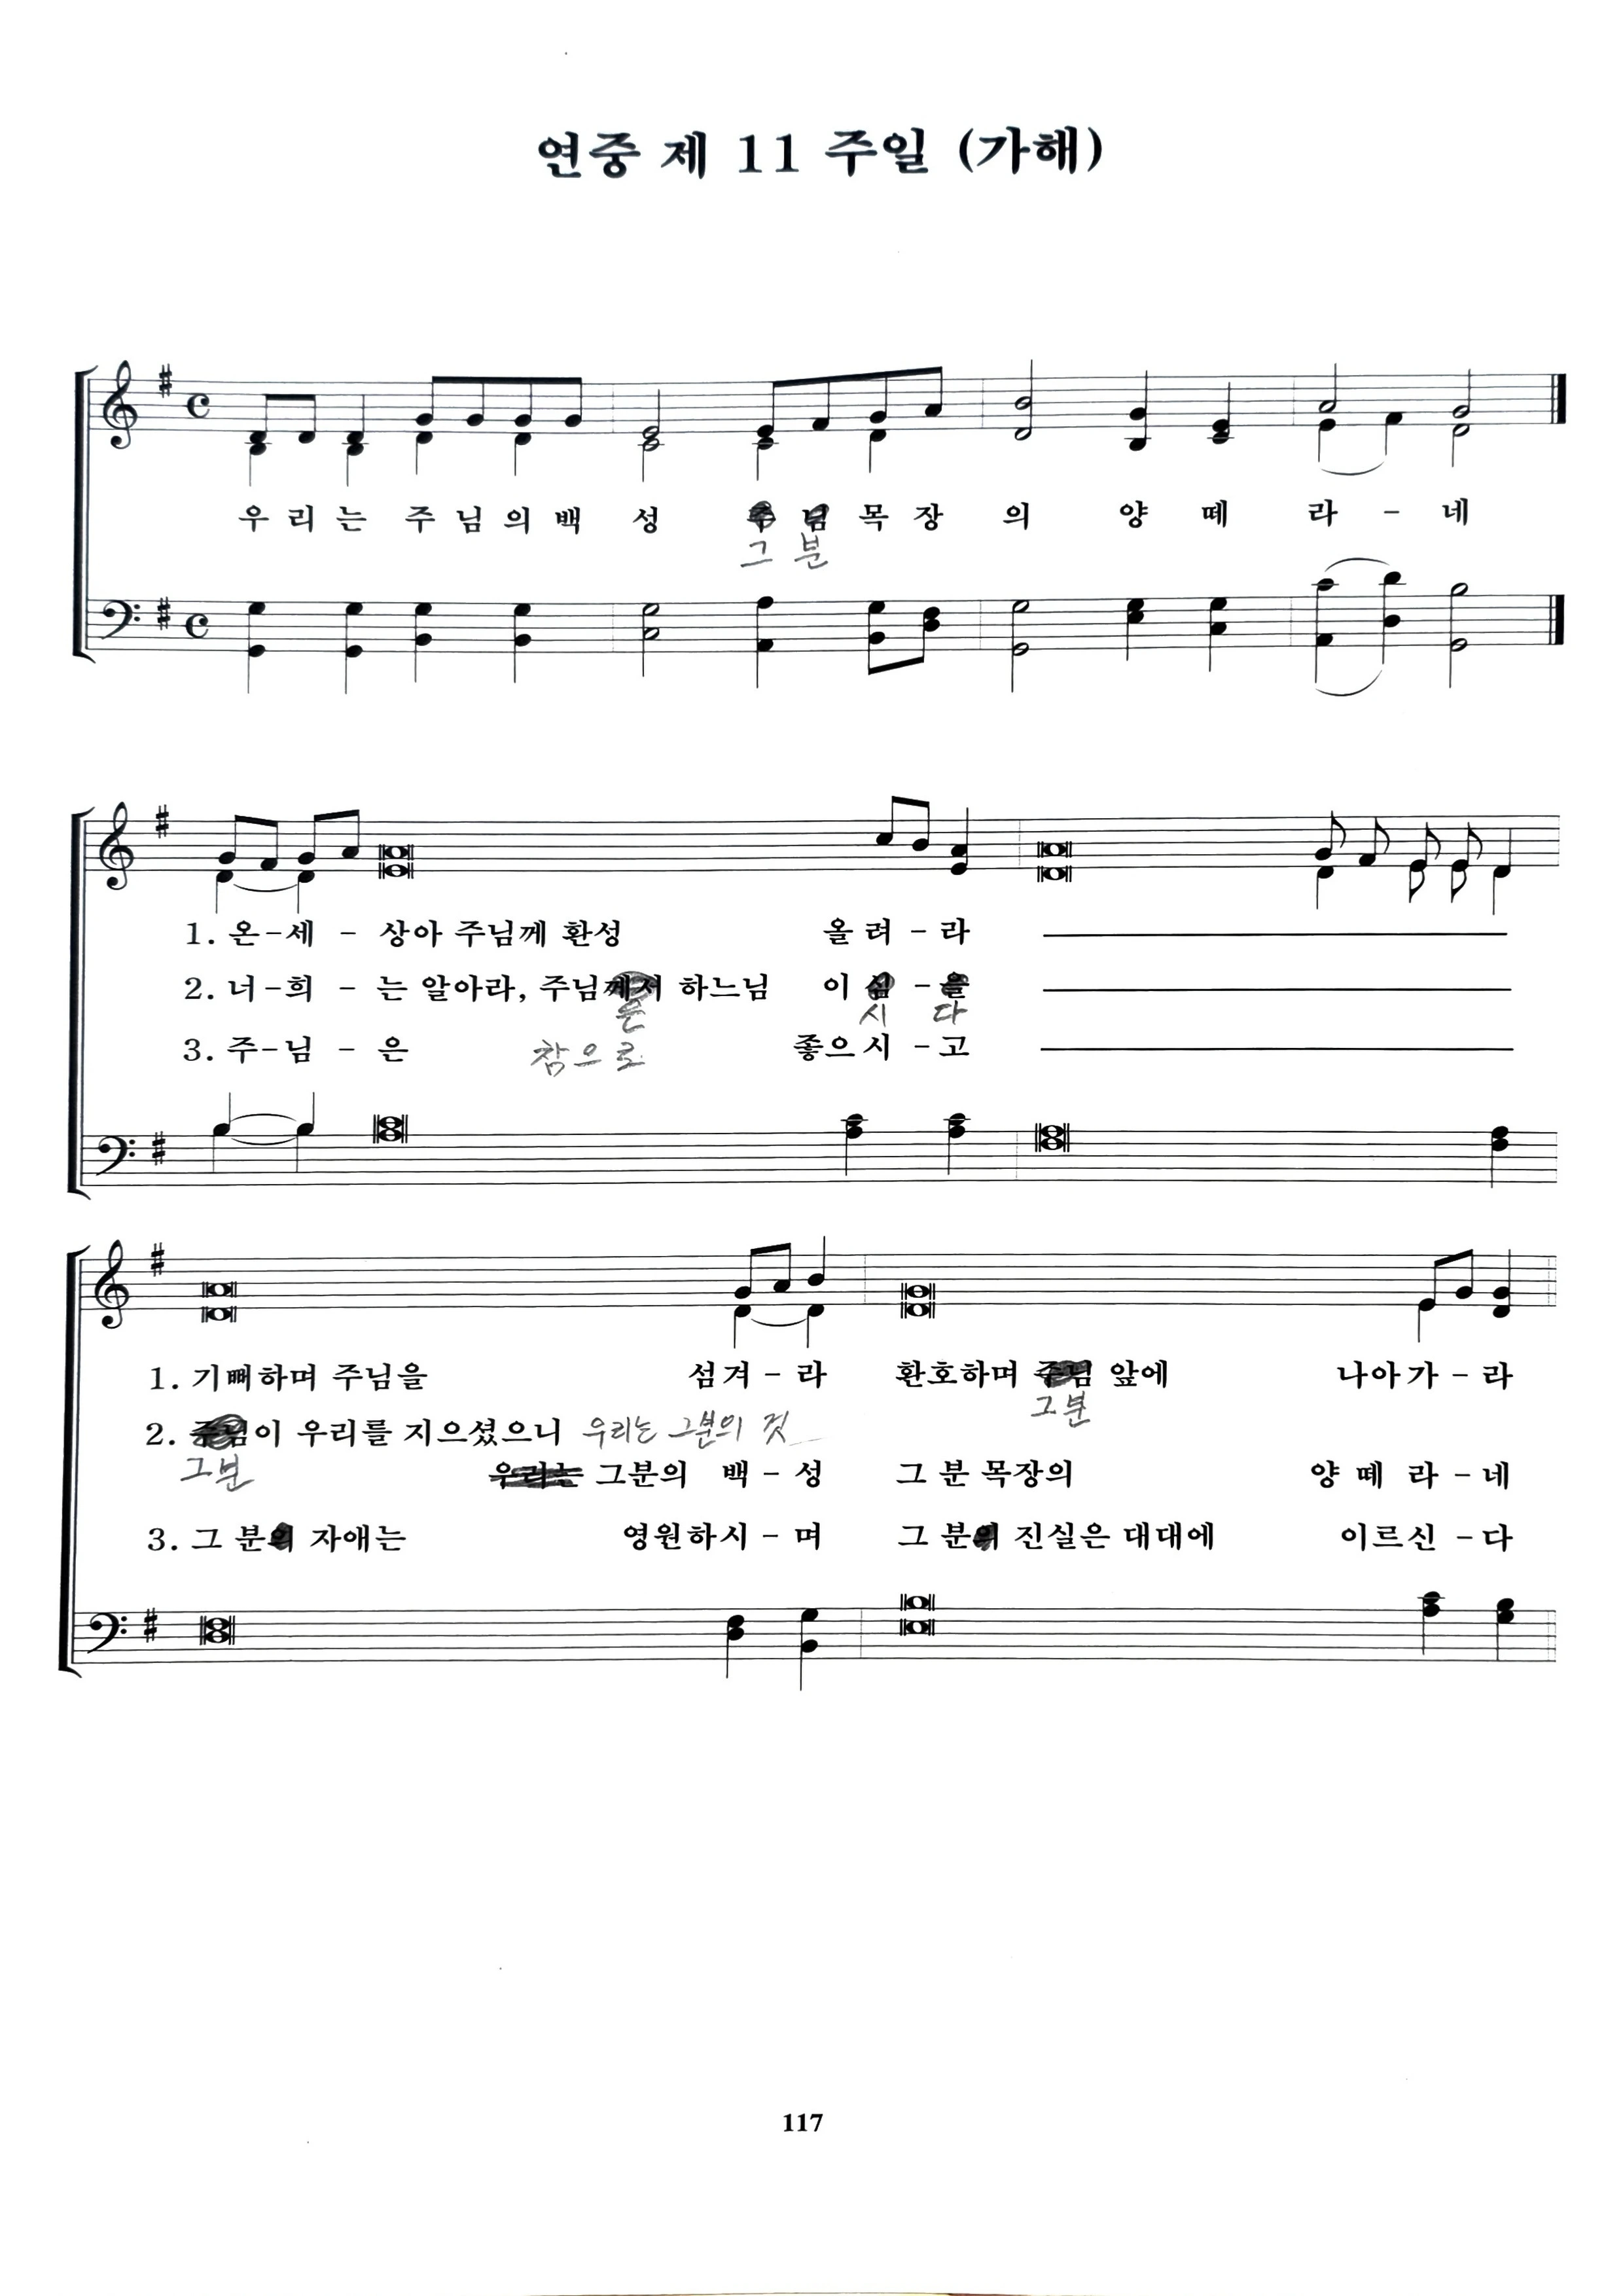 연중 제 11 주일 (가해)
우 리 는 주 님 의 백 성 목 장 의 양 떼 라 - 네
그 분
1. 온-세 - 상아 주님께 환성 올 려 - 라
2. 너-희 - 는 알아라, 주님께서 하느님 이 심 - 을
은 시 다
3. 주-님 - 은 참으로 좋으시 - 고
1. 기뻐하며 주님을 섬겨 - 라 환호하며 주님 앞에 나아가 - 라
그분
2. 주님이 우리를 지으셨으니 우리는 그분의 것
그분 우리는 그분의 백 - 성 그 분 목장의 양 떼 라 - 네
3. 그 분의 자애는 영원하시 - 며 그 분의 진실은 대대에 이르신 - 다
117